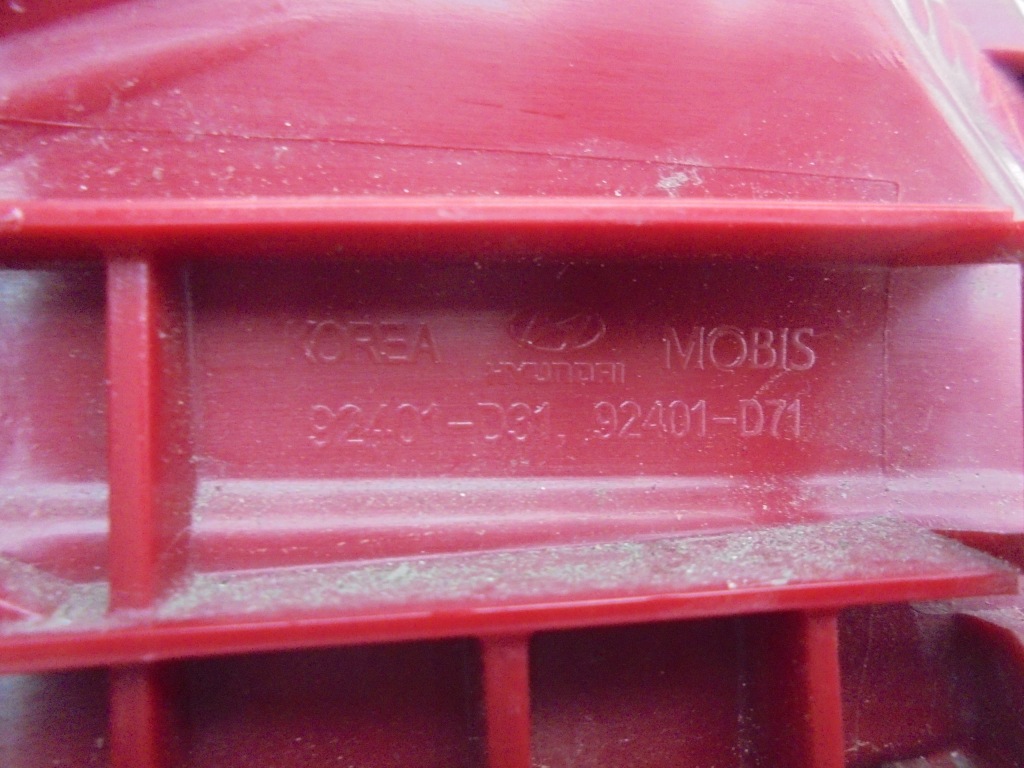 KOREA HYUNDAI MOBIS
92401-D31, 92401-D71